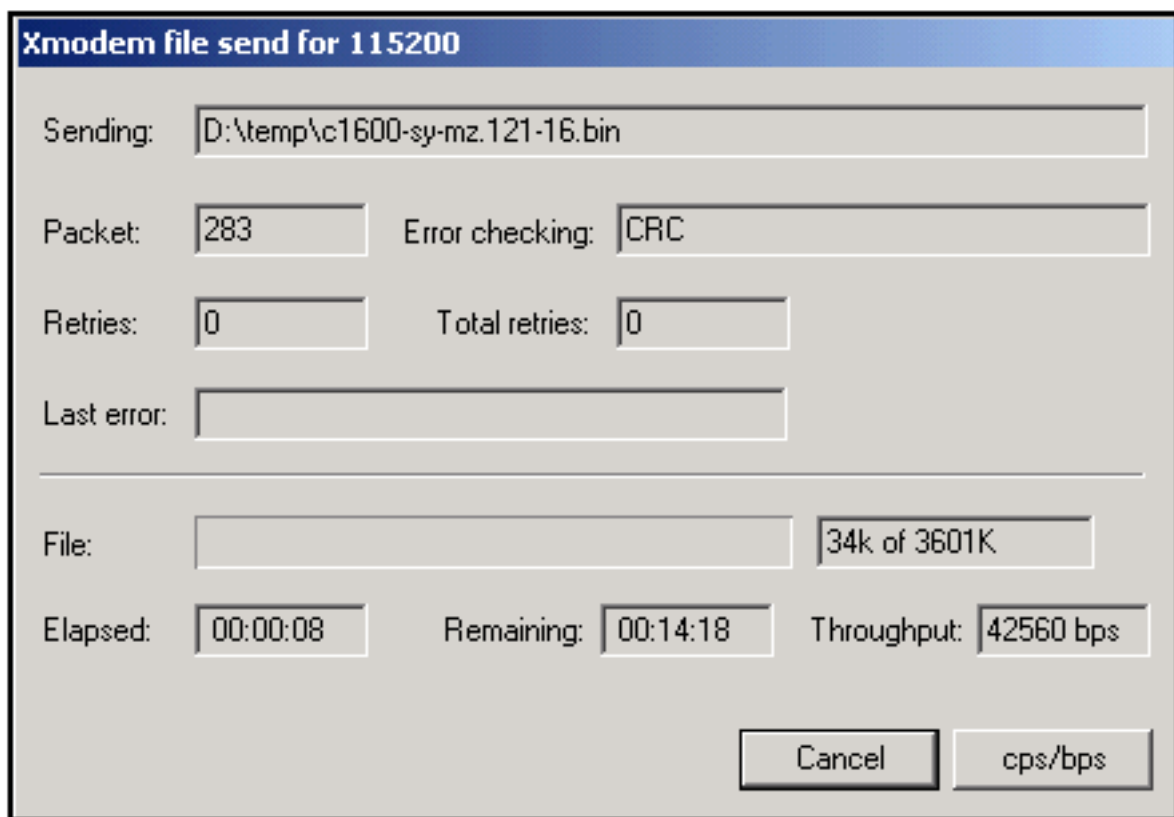 Xmodem file send for 115200
Sending: D:\temp\c1600-sy-mz.121-16.bin
Packet: 283 Error checking: CRC
Retries: 0 Total retries: 0
Last error:
File: 34k of 3601K
Elapsed: 00:00:08 Remaining: 00:14:18 Throughput: 42560 bps
Cancel cps/bps